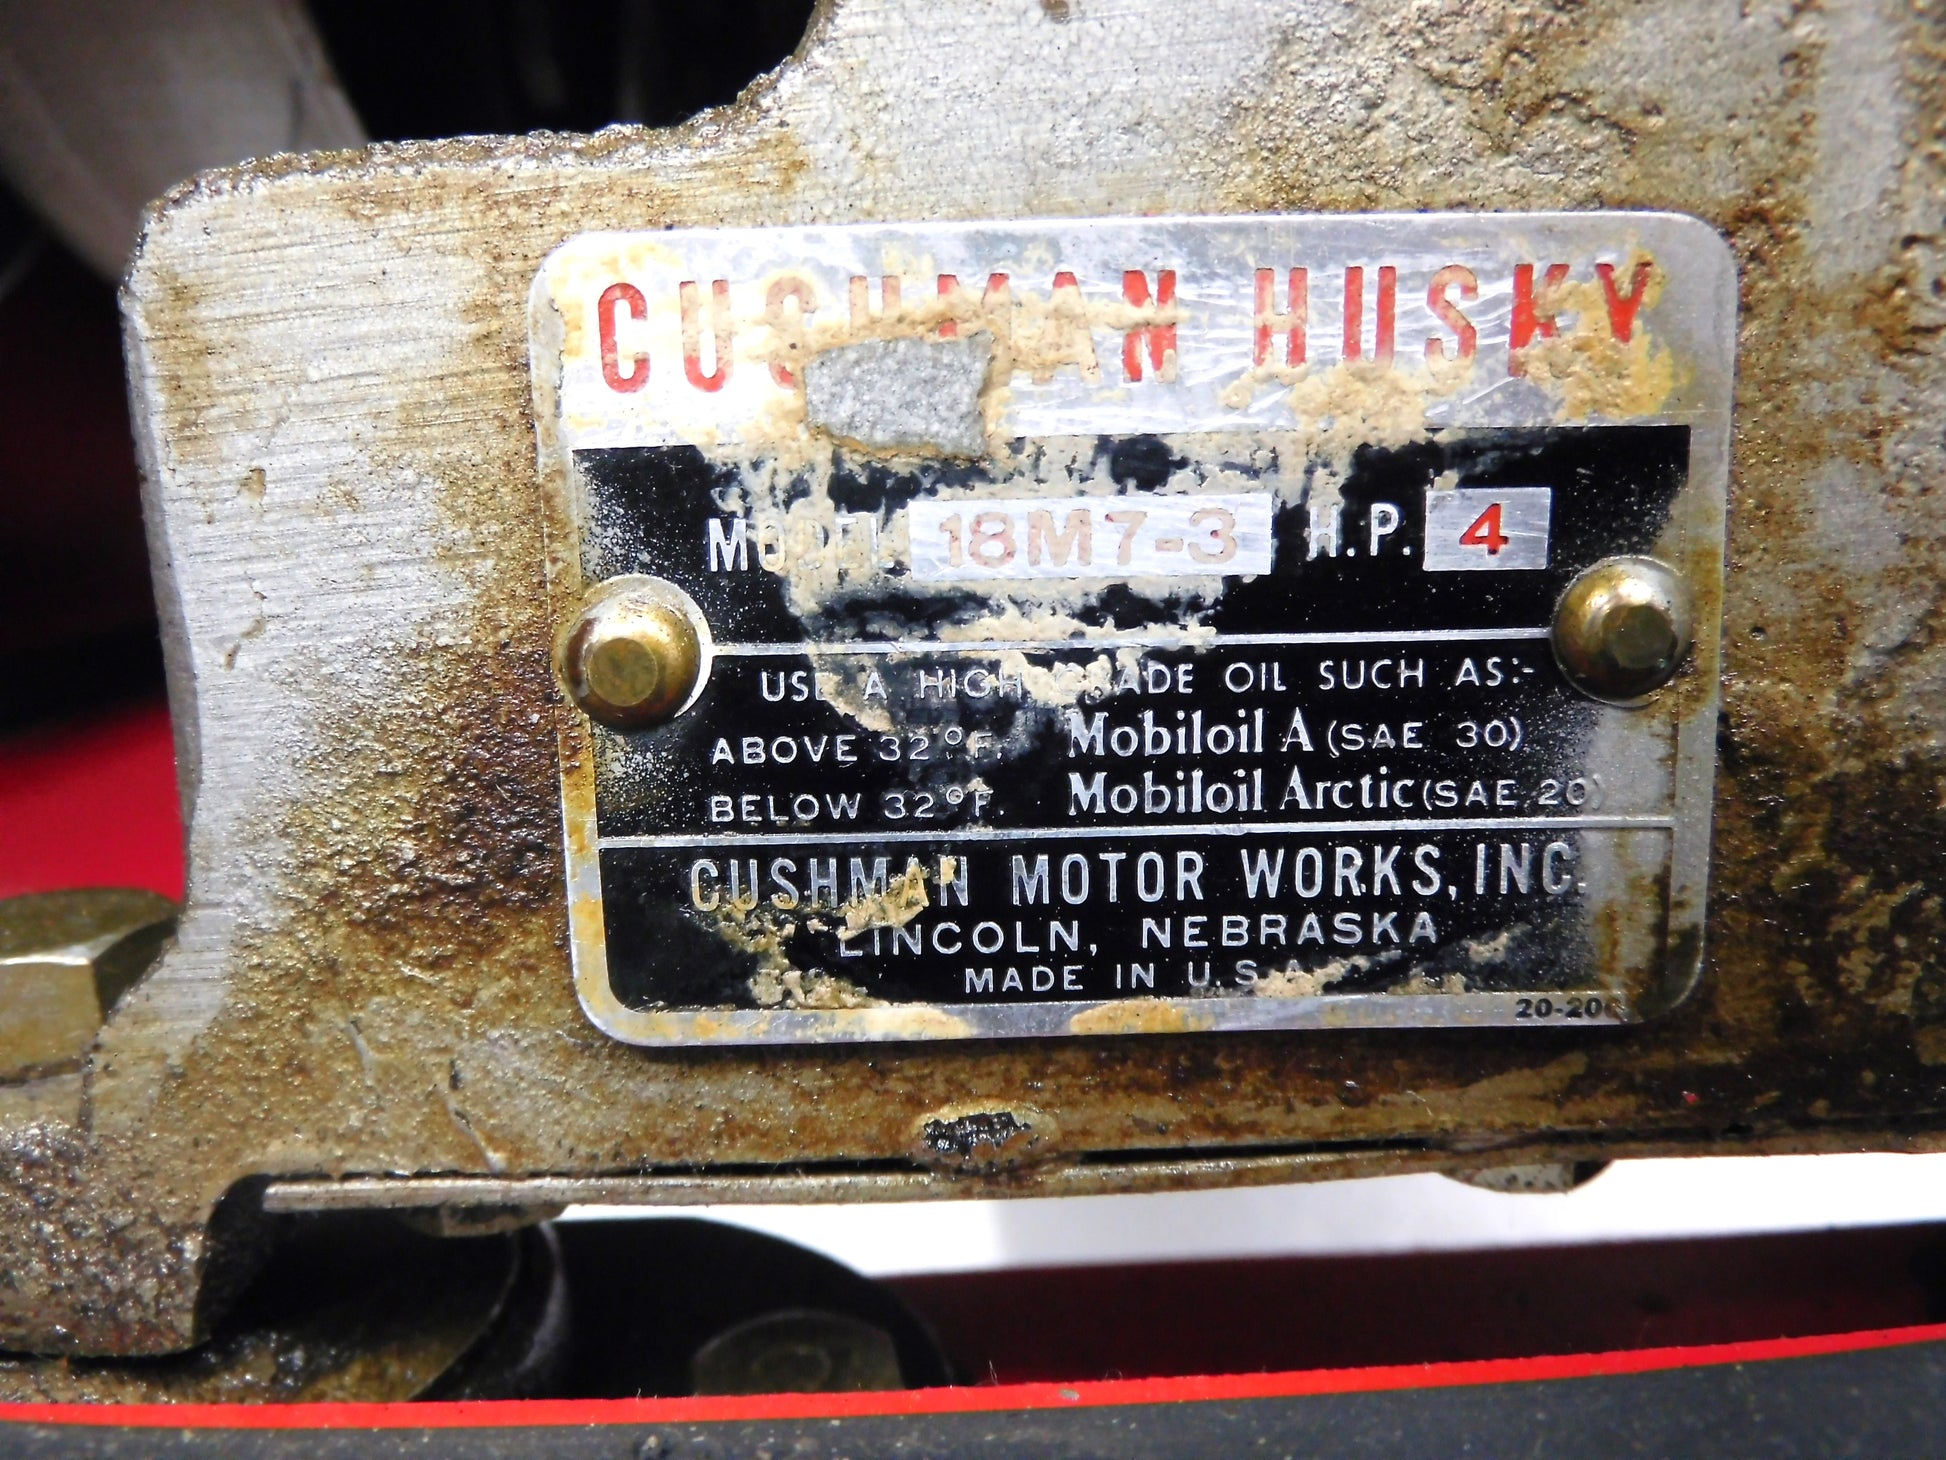 CUSHMAN HUSKY
MODEL 18M7-3 H.P. 4
USE A HIGH GRADE OIL SUCH AS:-
ABOVE 32°F. Mobiloil A (SAE 30)
BELOW 32°F. Mobiloil Arctic (SAE 20)
CUSHMAN MOTOR WORKS, INC.
LINCOLN, NEBRASKA
MADE IN U.S.A.